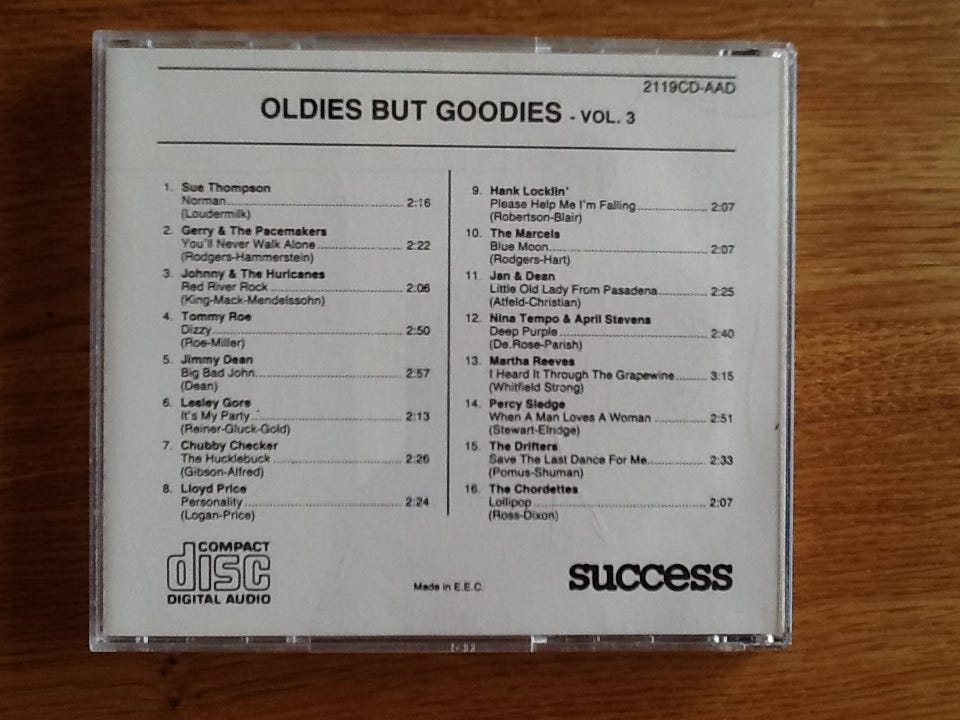 2119CD-AAD
OLDIES BUT GOODIES - VOL. 3
1. Sue Thompson
Norman 2:16
(Loudermilk)
2. Gerry & The Pacemakers
You'll Never Walk Alone 2:22
(Rodgers-Hammerstein)
3. Johnny & The Huricanes
Red River Rock 2:06
(King-Mack-Mendelssohn)
4. Tommy Roe
Dizzy 2:50
(Roe-Miller)
5. Jimmy Dean
Big Bad John 2:57
(Dean)
6. Lesley Gore
It's My Party 2:13
(Reiner-Gluck-Gold)
7. Chubby Checker
The Hucklebuck 2:26
(Gibson-Alfred)
8. Lloyd Price
Personality 2:24
(Logan-Price)
9. Hank Locklin'
Please Help Me I'm Falling 2:07
(Robertson-Blair)
10. The Marcels
Blue Moon 2:07
(Rodgers-Hart)
11. Jan & Dean
Little Old Lady From Pasadena 2:25
(Atfeld-Christian)
12. Nina Tempo & April Stevens
Deep Purple 2:40
(De.Rose-Parish)
13. Martha Reeves
I Heard It Through The Grapewine 3:15
(Whitfield Strong)
14. Percy Sledge
When A Man Loves A Woman 2:51
(Stewart-Elridge)
15. The Drifters
Save The Last Dance For Me 2:33
(Pomus-Shuman)
16. The Chordettes
Lollipop 2:07
(Ross-Dixon)
COMPACT
disc
DIGITAL AUDIO
Made in E.E.C.
success